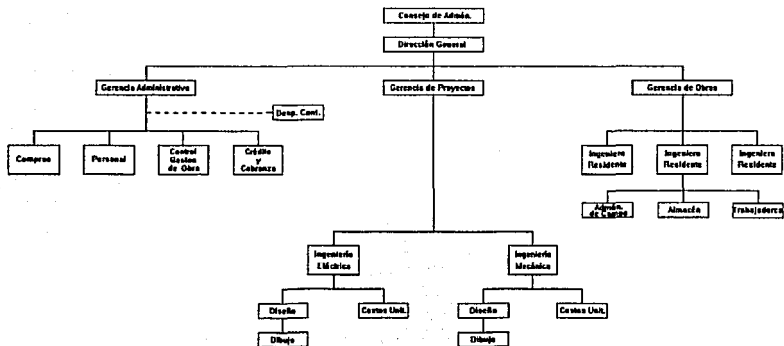 Consejo de Admón.
Dirección General
Gerencia Administrativa
Gerencia de Proyectos
Gerencia de Obras
Desp. Cont.
Compras
Personal
Control
Gastos
de Obra
Crédito
y
Cobranza
Ingeniero
Residente
Ingeniero
Residente
Ingeniero
Residente
Admón.
de Campo
Almacén
Trabajadores
Ingeniería
Eléctrica
Ingeniería
Mecánica
Diseño
Costos Unit.
Diseño
Costos Unit.
Dibujo
Dibujo